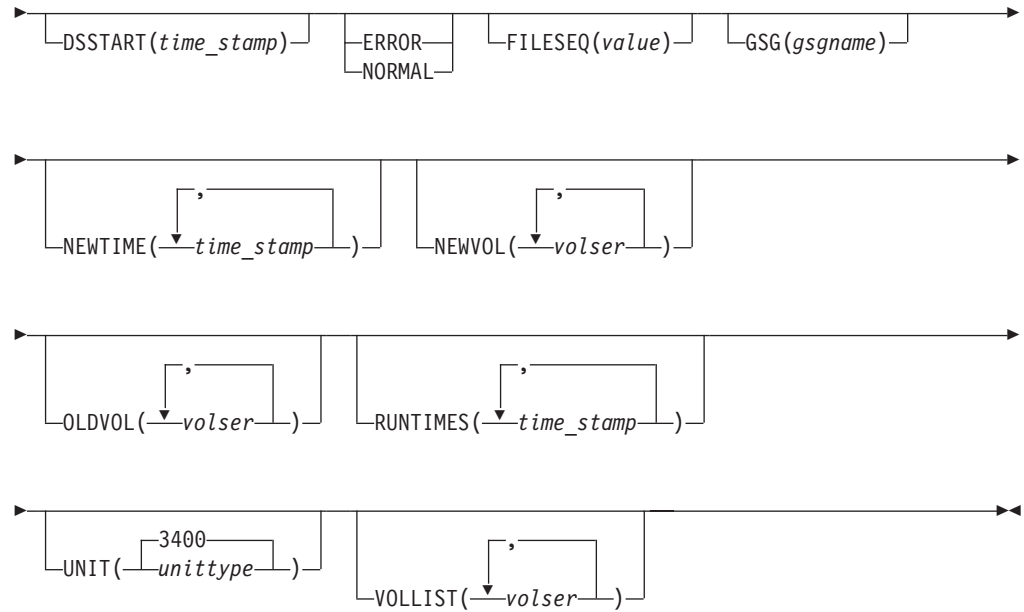 DSSTART(time_stamp) ERROR FILESEQ(value) GSG(gsgname)
NORMAL
, ,
NEWTIME( time_stamp ) NEWVOL( volser )
, ,
OLDVOL( volser ) RUNTIMES( time_stamp )
3400 ,
UNIT( unittype ) VOLLIST( volser )